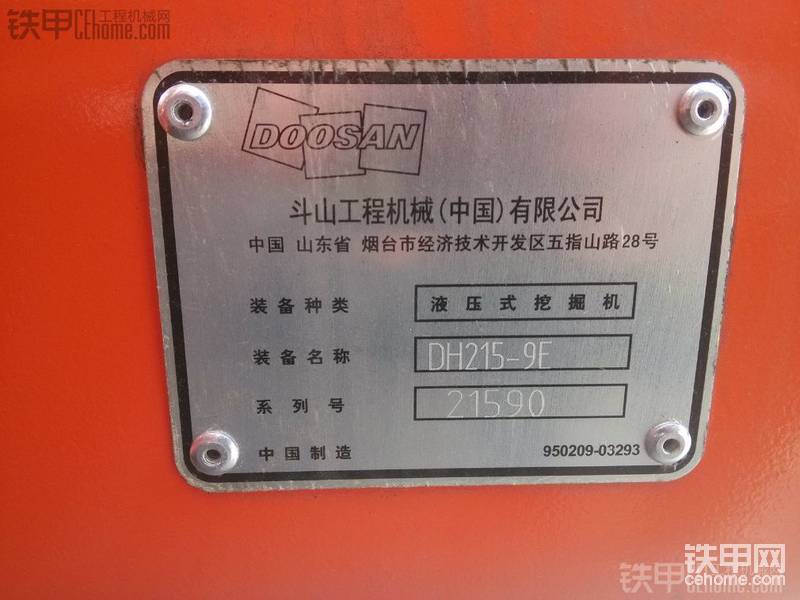 铁甲 工程机械网
CEhome.com
DOOSAN
斗山工程机械(中国)有限公司
中国 山东省 烟台市经济技术开发区五指山路28号
装备种类 液压式挖掘机
装备名称 DH215-9E
系列号 21590
中国制造 950209-03293
铁甲网
cehome.com
铁甲